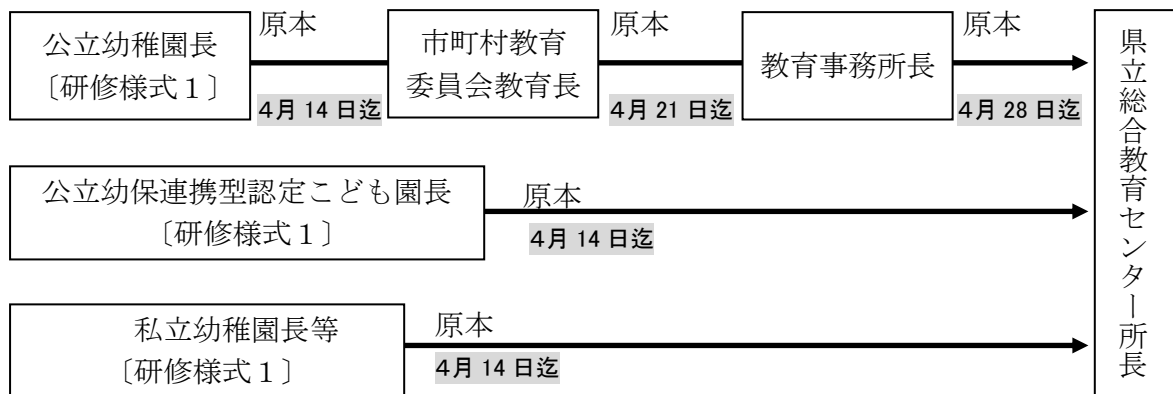 公立幼稚園長
〔研修様式１〕
原本
４月 14 日迄
市町村教育
委員会教育長
原本
４月 21 日迄
教育事務所長
原本
４月 28 日迄
県立総合教育センター所長
公立幼保連携型認定こども園長
〔研修様式１〕
原本
４月 14 日迄
私立幼稚園長等
〔研修様式１〕
原本
４月 14 日迄